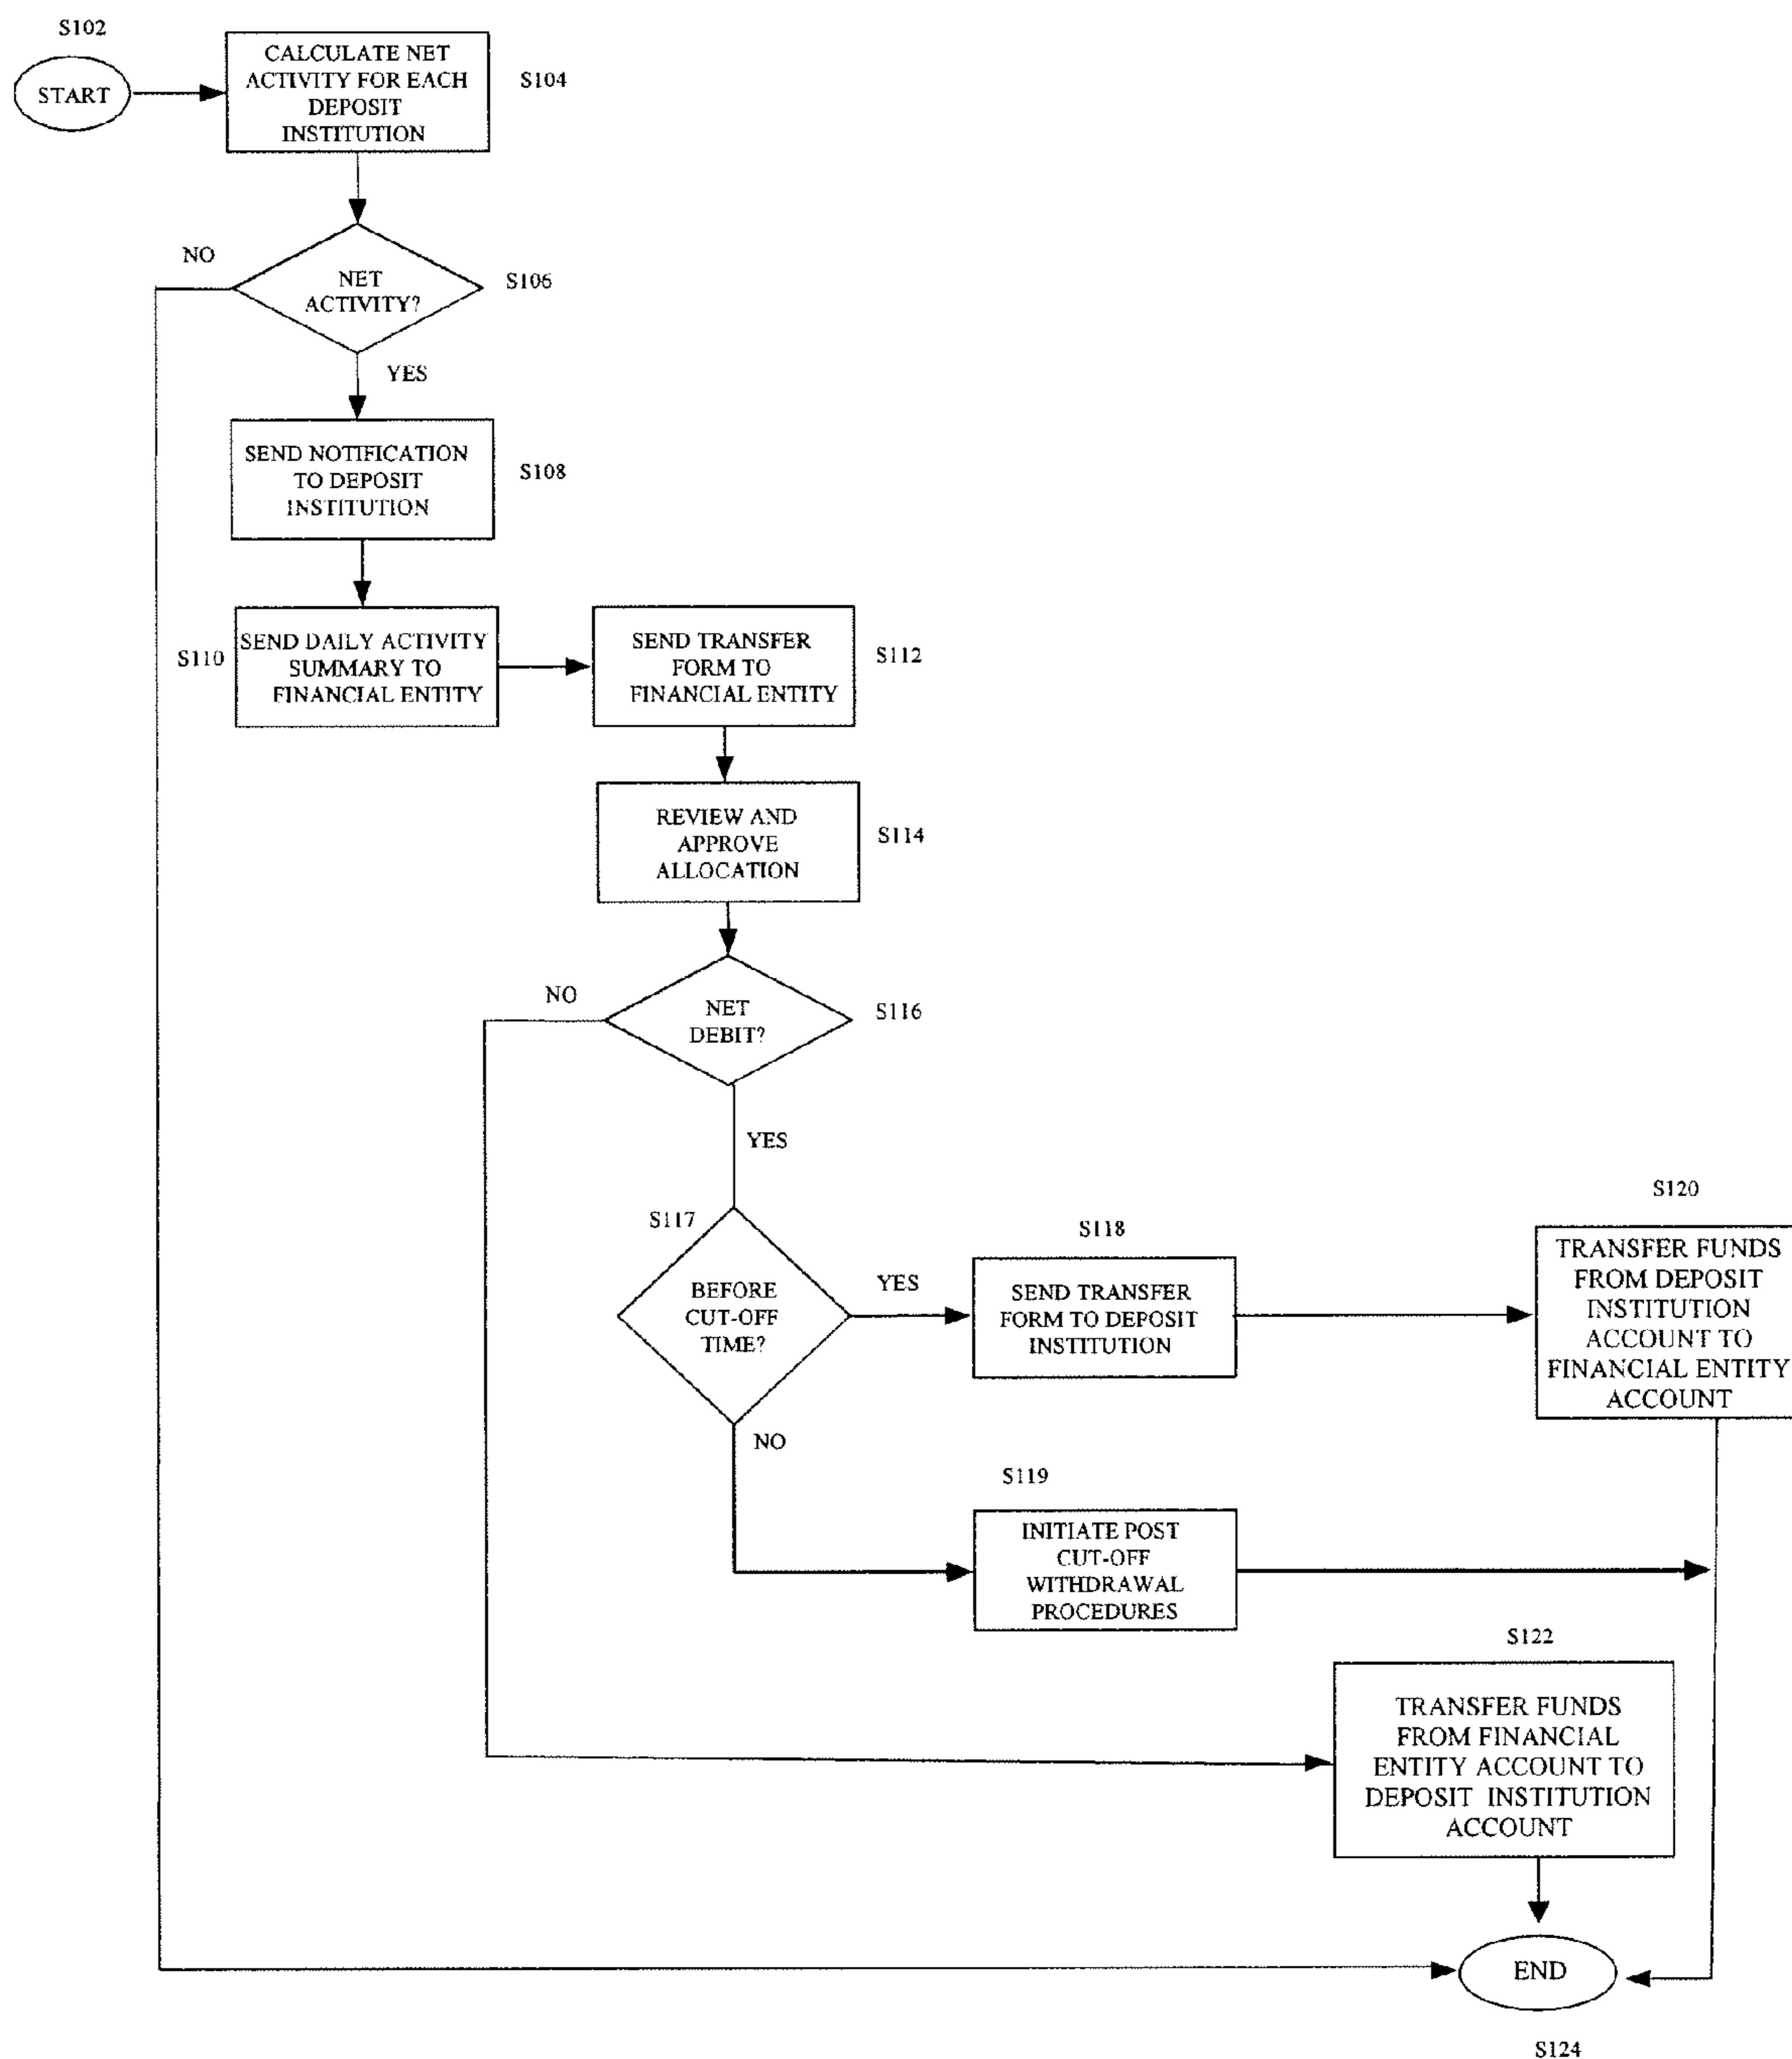 S102
START
CALCULATE NET
ACTIVITY FOR EACH
DEPOSIT
INSTITUTION
S104
NO
NET
ACTIVITY?
S106
YES
SEND NOTIFICATION
TO DEPOSIT
INSTITUTION
S108
S110
SEND DAILY ACTIVITY
SUMMARY TO
FINANCIAL ENTITY
SEND TRANSFER
FORM TO
FINANCIAL ENTITY
S112
REVIEW AND
APPROVE
ALLOCATION
S114
NO
NET
DEBIT?
S116
YES
S117
BEFORE
CUT-OFF
TIME?
YES
S118
SEND TRANSFER
FORM TO DEPOSIT
INSTITUTION
S120
TRANSFER FUNDS
FROM DEPOSIT
INSTITUTION
ACCOUNT TO
FINANCIAL ENTITY
ACCOUNT
NO
S119
INITIATE POST
CUT-OFF
WITHDRAWAL
PROCEDURES
S122
TRANSFER FUNDS
FROM FINANCIAL
ENTITY ACCOUNT TO
DEPOSIT INSTITUTION
ACCOUNT
END
S124